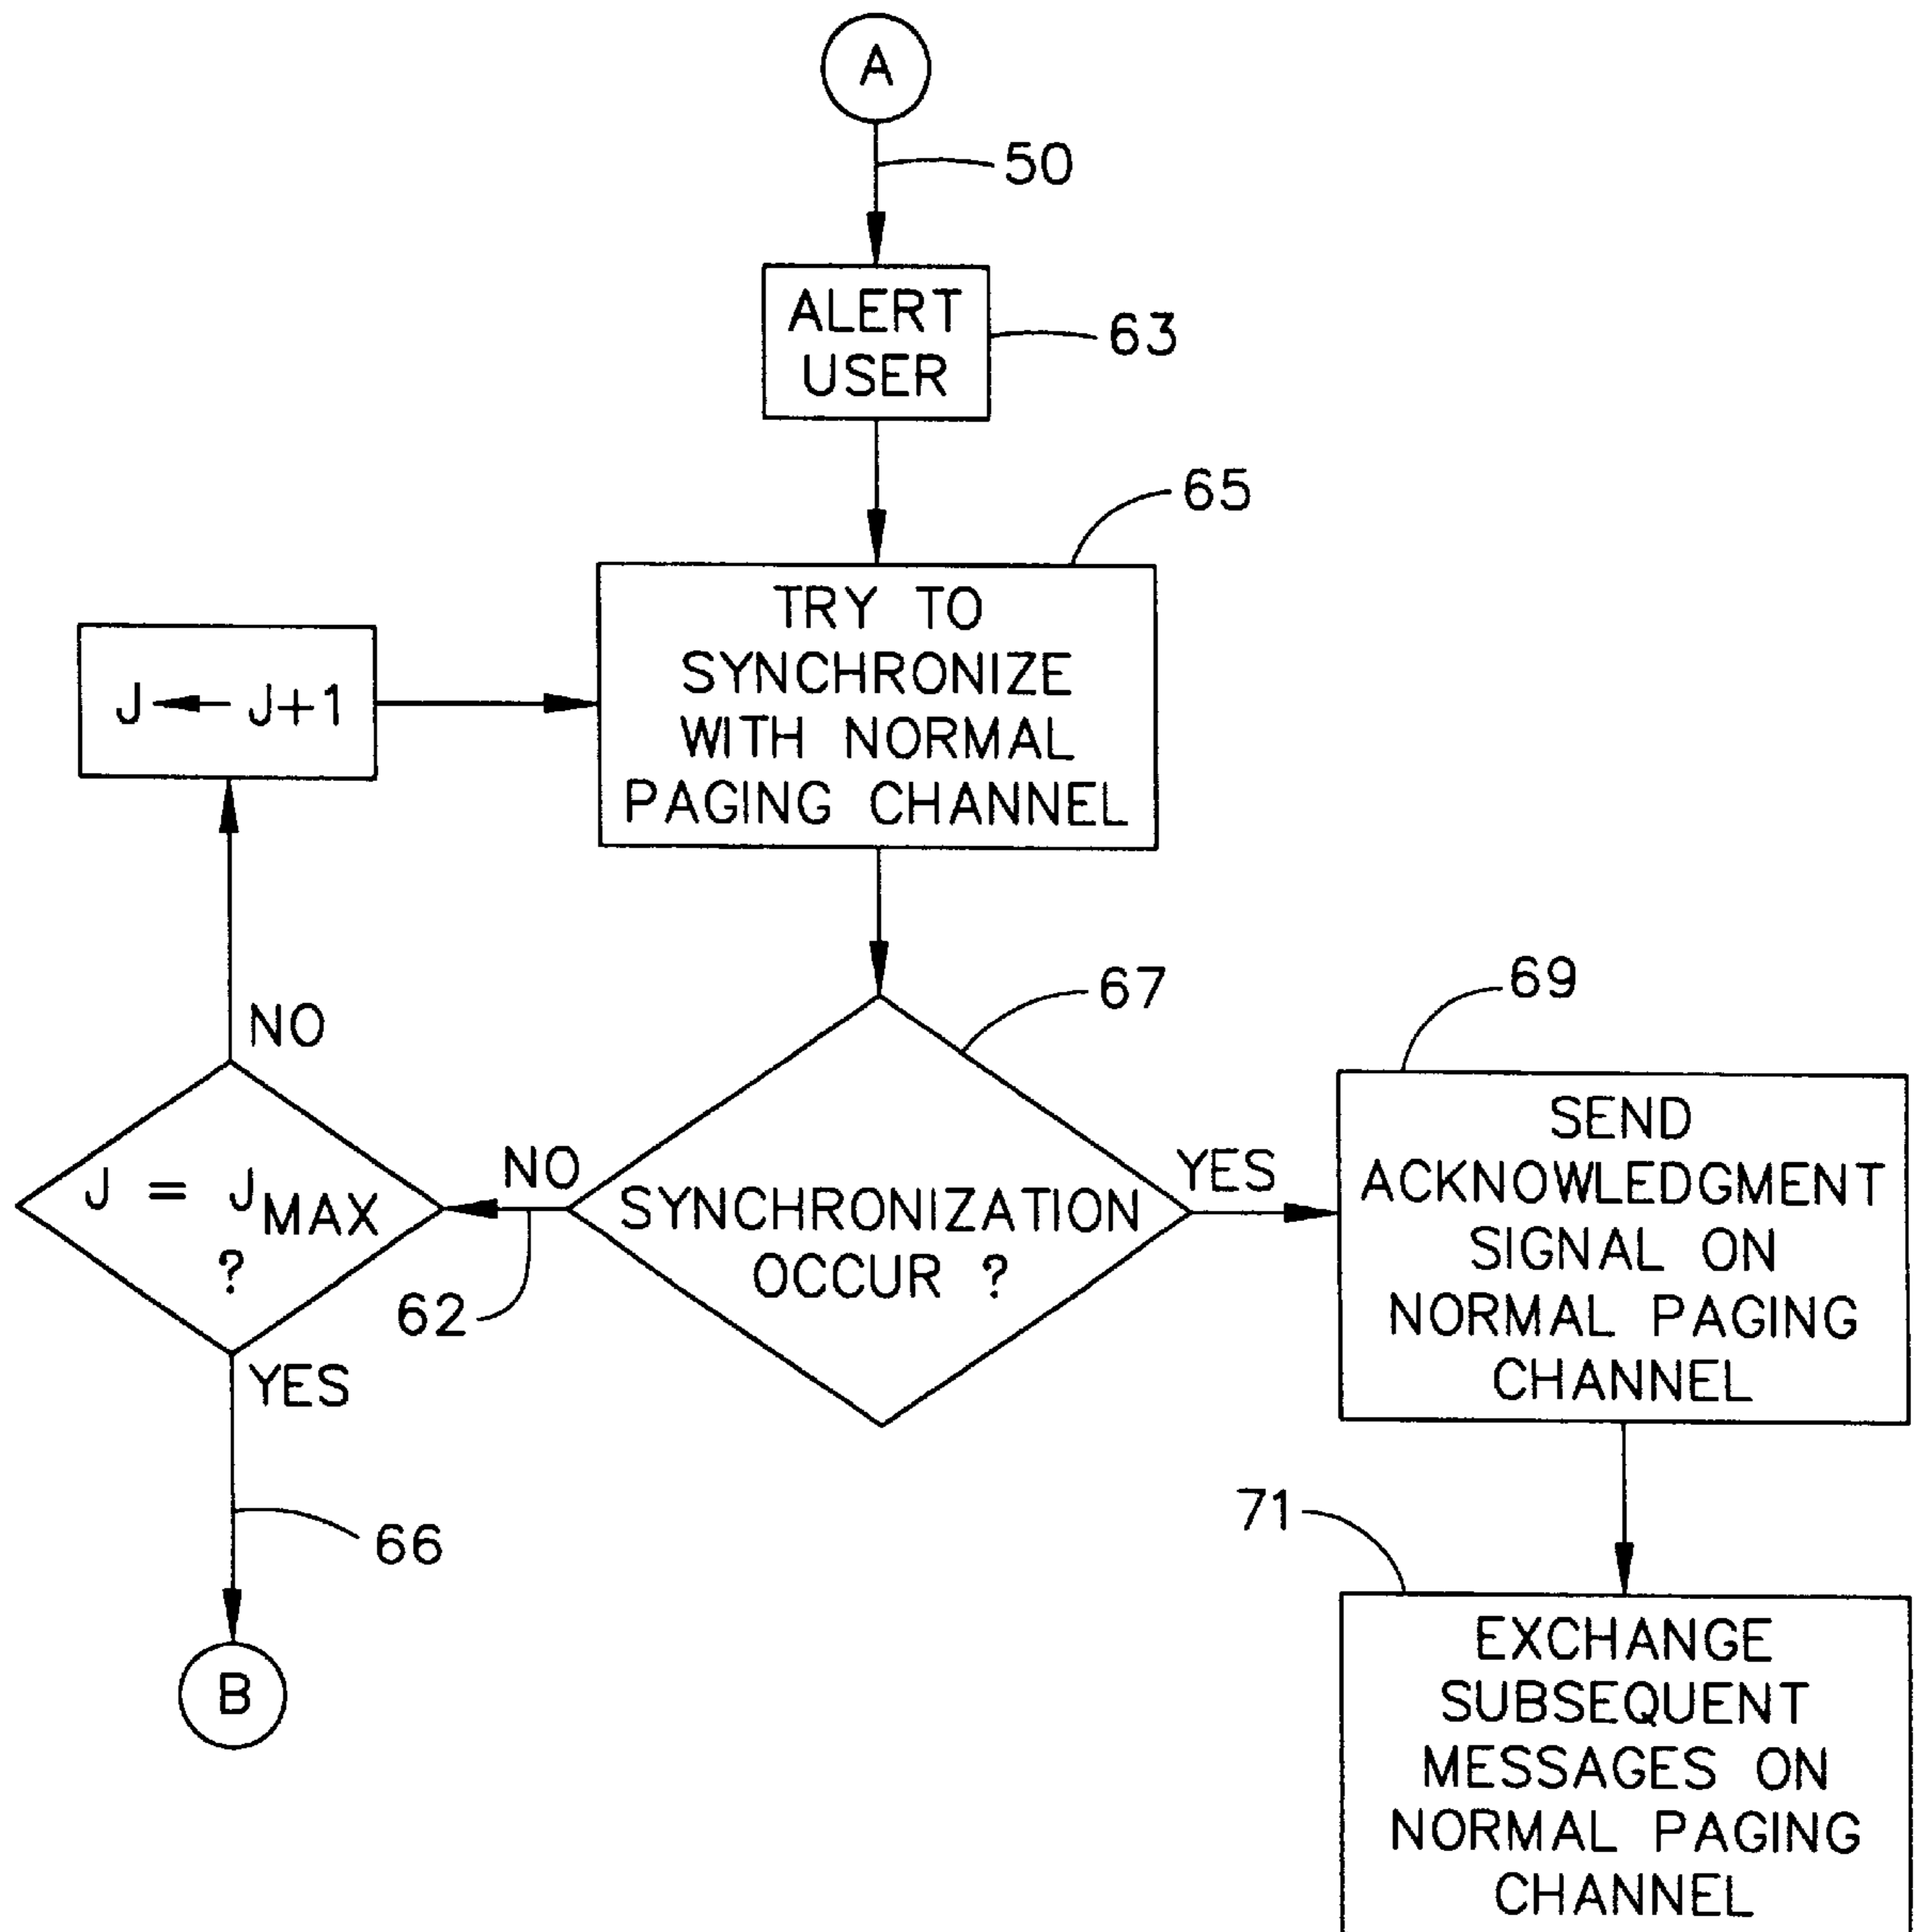 A
50
ALERT
USER
63
65
TRY TO
SYNCHRONIZE
WITH NORMAL
PAGING CHANNEL
J ← J+1
67
69
NO
J = JMAX
?
NO
62
SYNCHRONIZATION
OCCUR ?
YES
SEND
ACKNOWLEDGMENT
SIGNAL ON
NORMAL PAGING
CHANNEL
YES
66
B
71
EXCHANGE
SUBSEQUENT
MESSAGES ON
NORMAL PAGING
CHANNEL